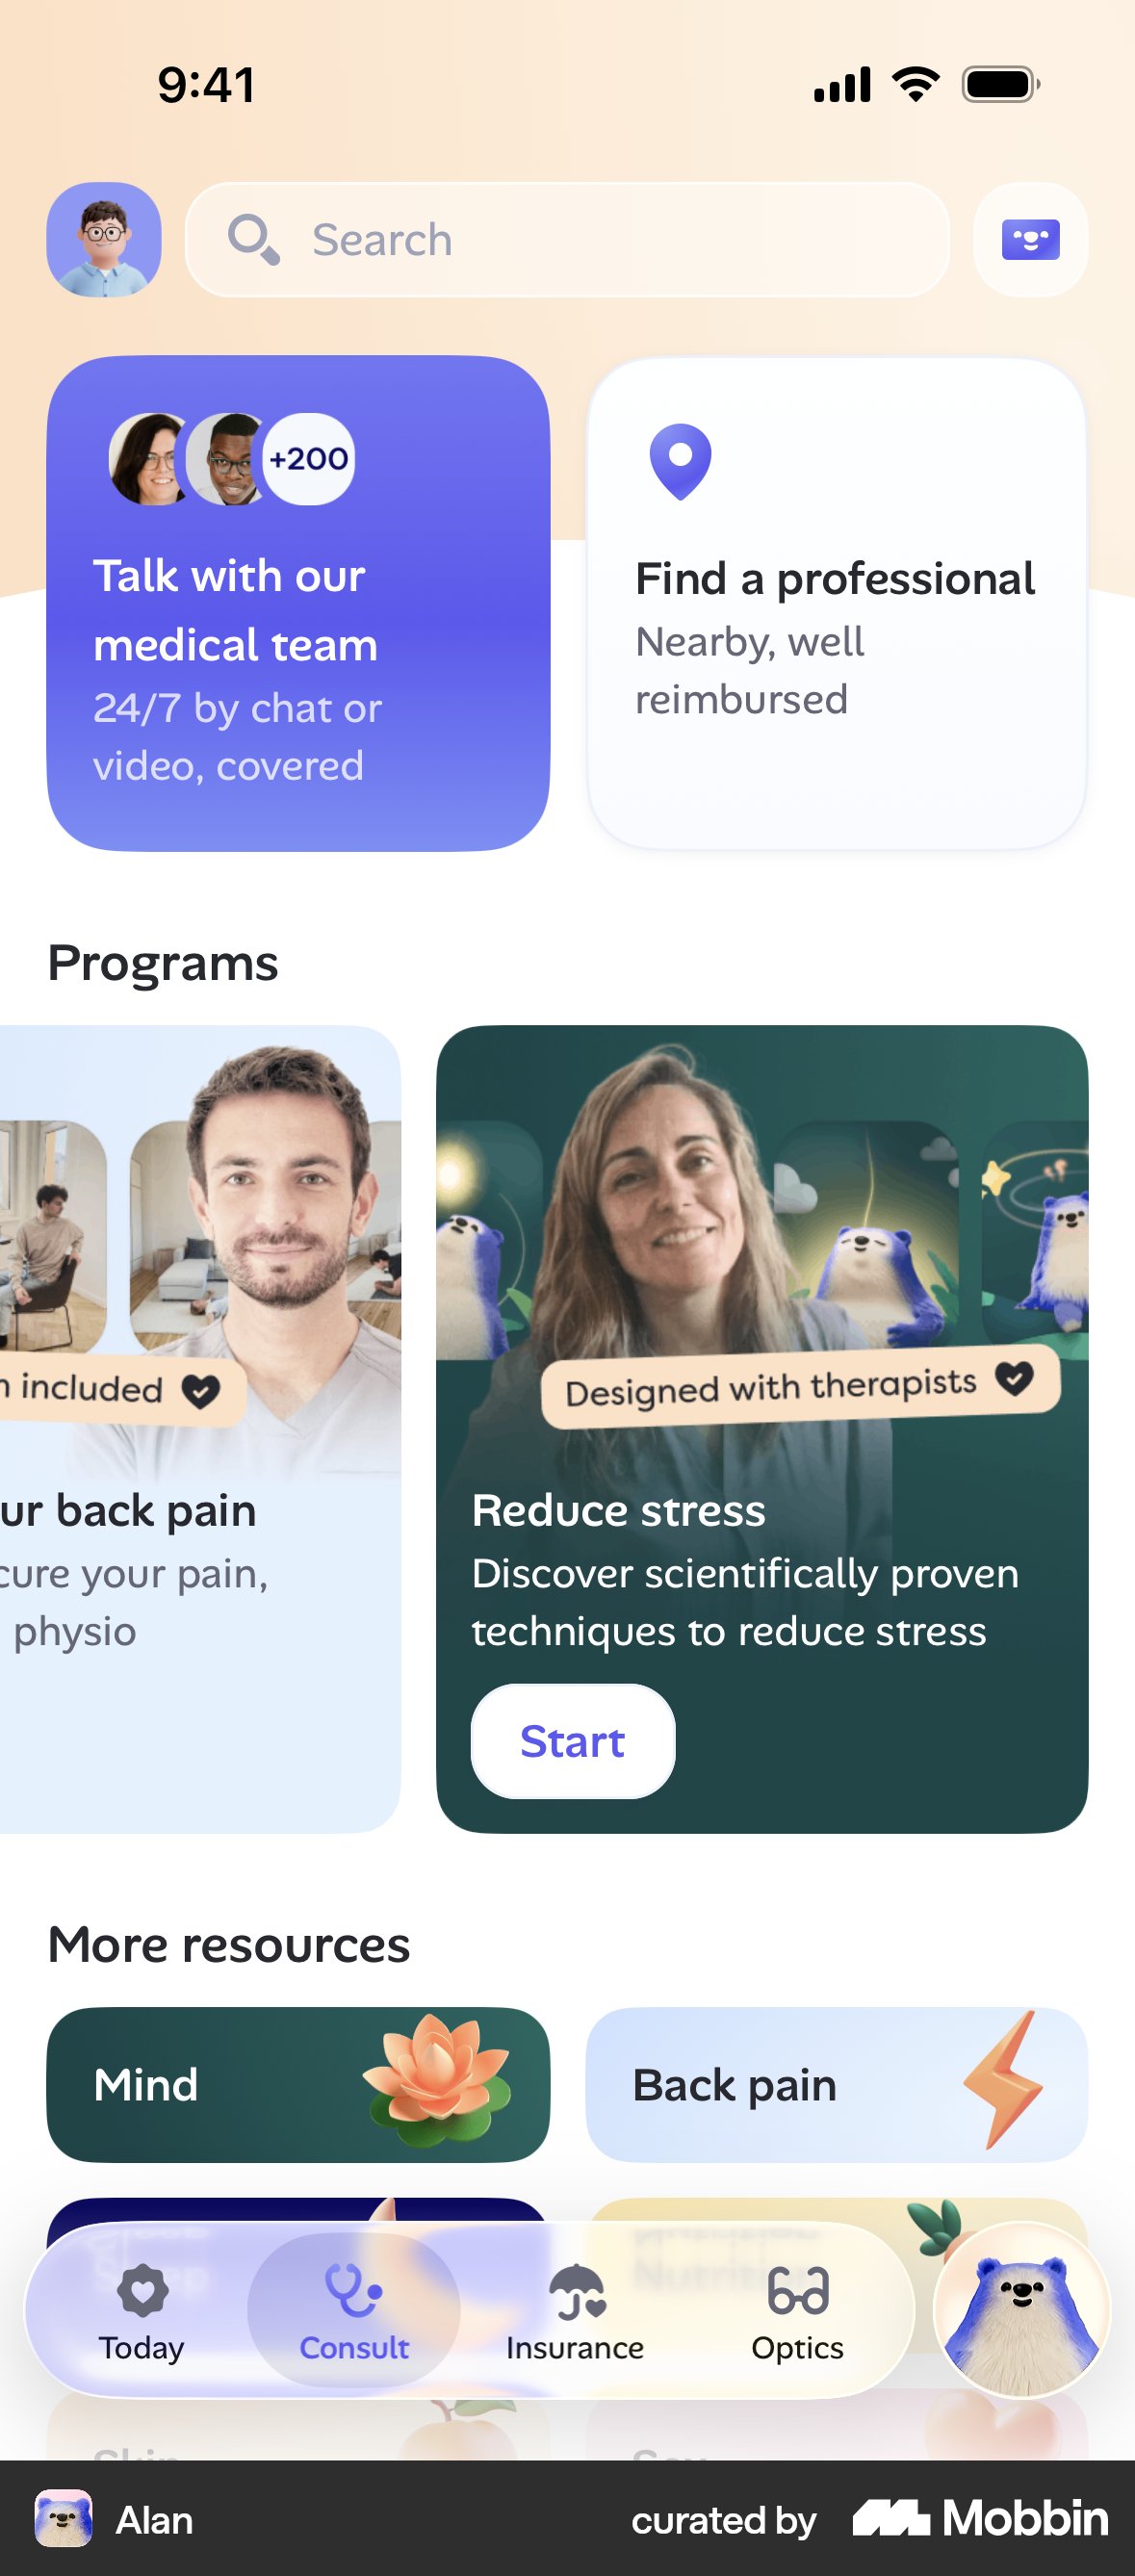 9:41
Search
+200
Talk with our
medical team
24/7 by chat or
video, covered
Find a professional
Nearby, well
reimbursed
Programs
included
ur back pain
cure your pain,
physio
Designed with therapists
Reduce stress
Discover scientifically proven
techniques to reduce stress
Start
More resources
Mind
Back pain
Today
Consult
Insurance
Optics
Alan
curated by
Mobbin